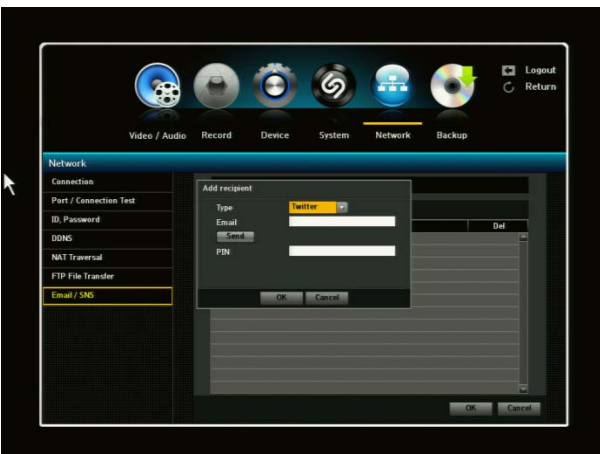 Logout
Return
Video / Audio Record Device System Network Backup
Network
Connection
Port / Connection Test
ID, Password
DDNS
NAT Traversal
FTP File Transfer
Email / SNS
Add recipient
Type Twitter
Email
Send
PIN
OK Cancel
Del
OK Cancel